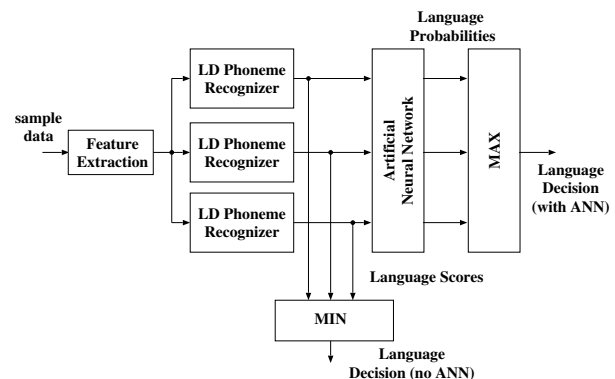 Language
Probabilities
LD Phoneme
Recognizer
sample
data
Feature
Extraction
LD Phoneme
Recognizer
LD Phoneme
Recognizer
Artificial
Neural Network
MAX
Language
Decision
(with ANN)
Language Scores
MIN
Language
Decision (no ANN)